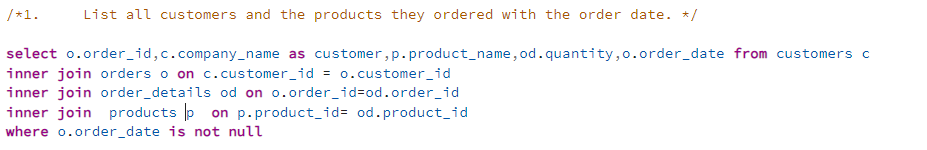 /*1.     List all customers and the products they ordered with the order date. */
select o.order_id,c.company_name as customer,p.product_name,od.quantity,o.order_date from customers c
inner join orders o on c.customer_id = o.customer_id
inner join order_details od on o.order_id=od.order_id
inner join  products p  on p.product_id= od.product_id
where o.order_date is not null